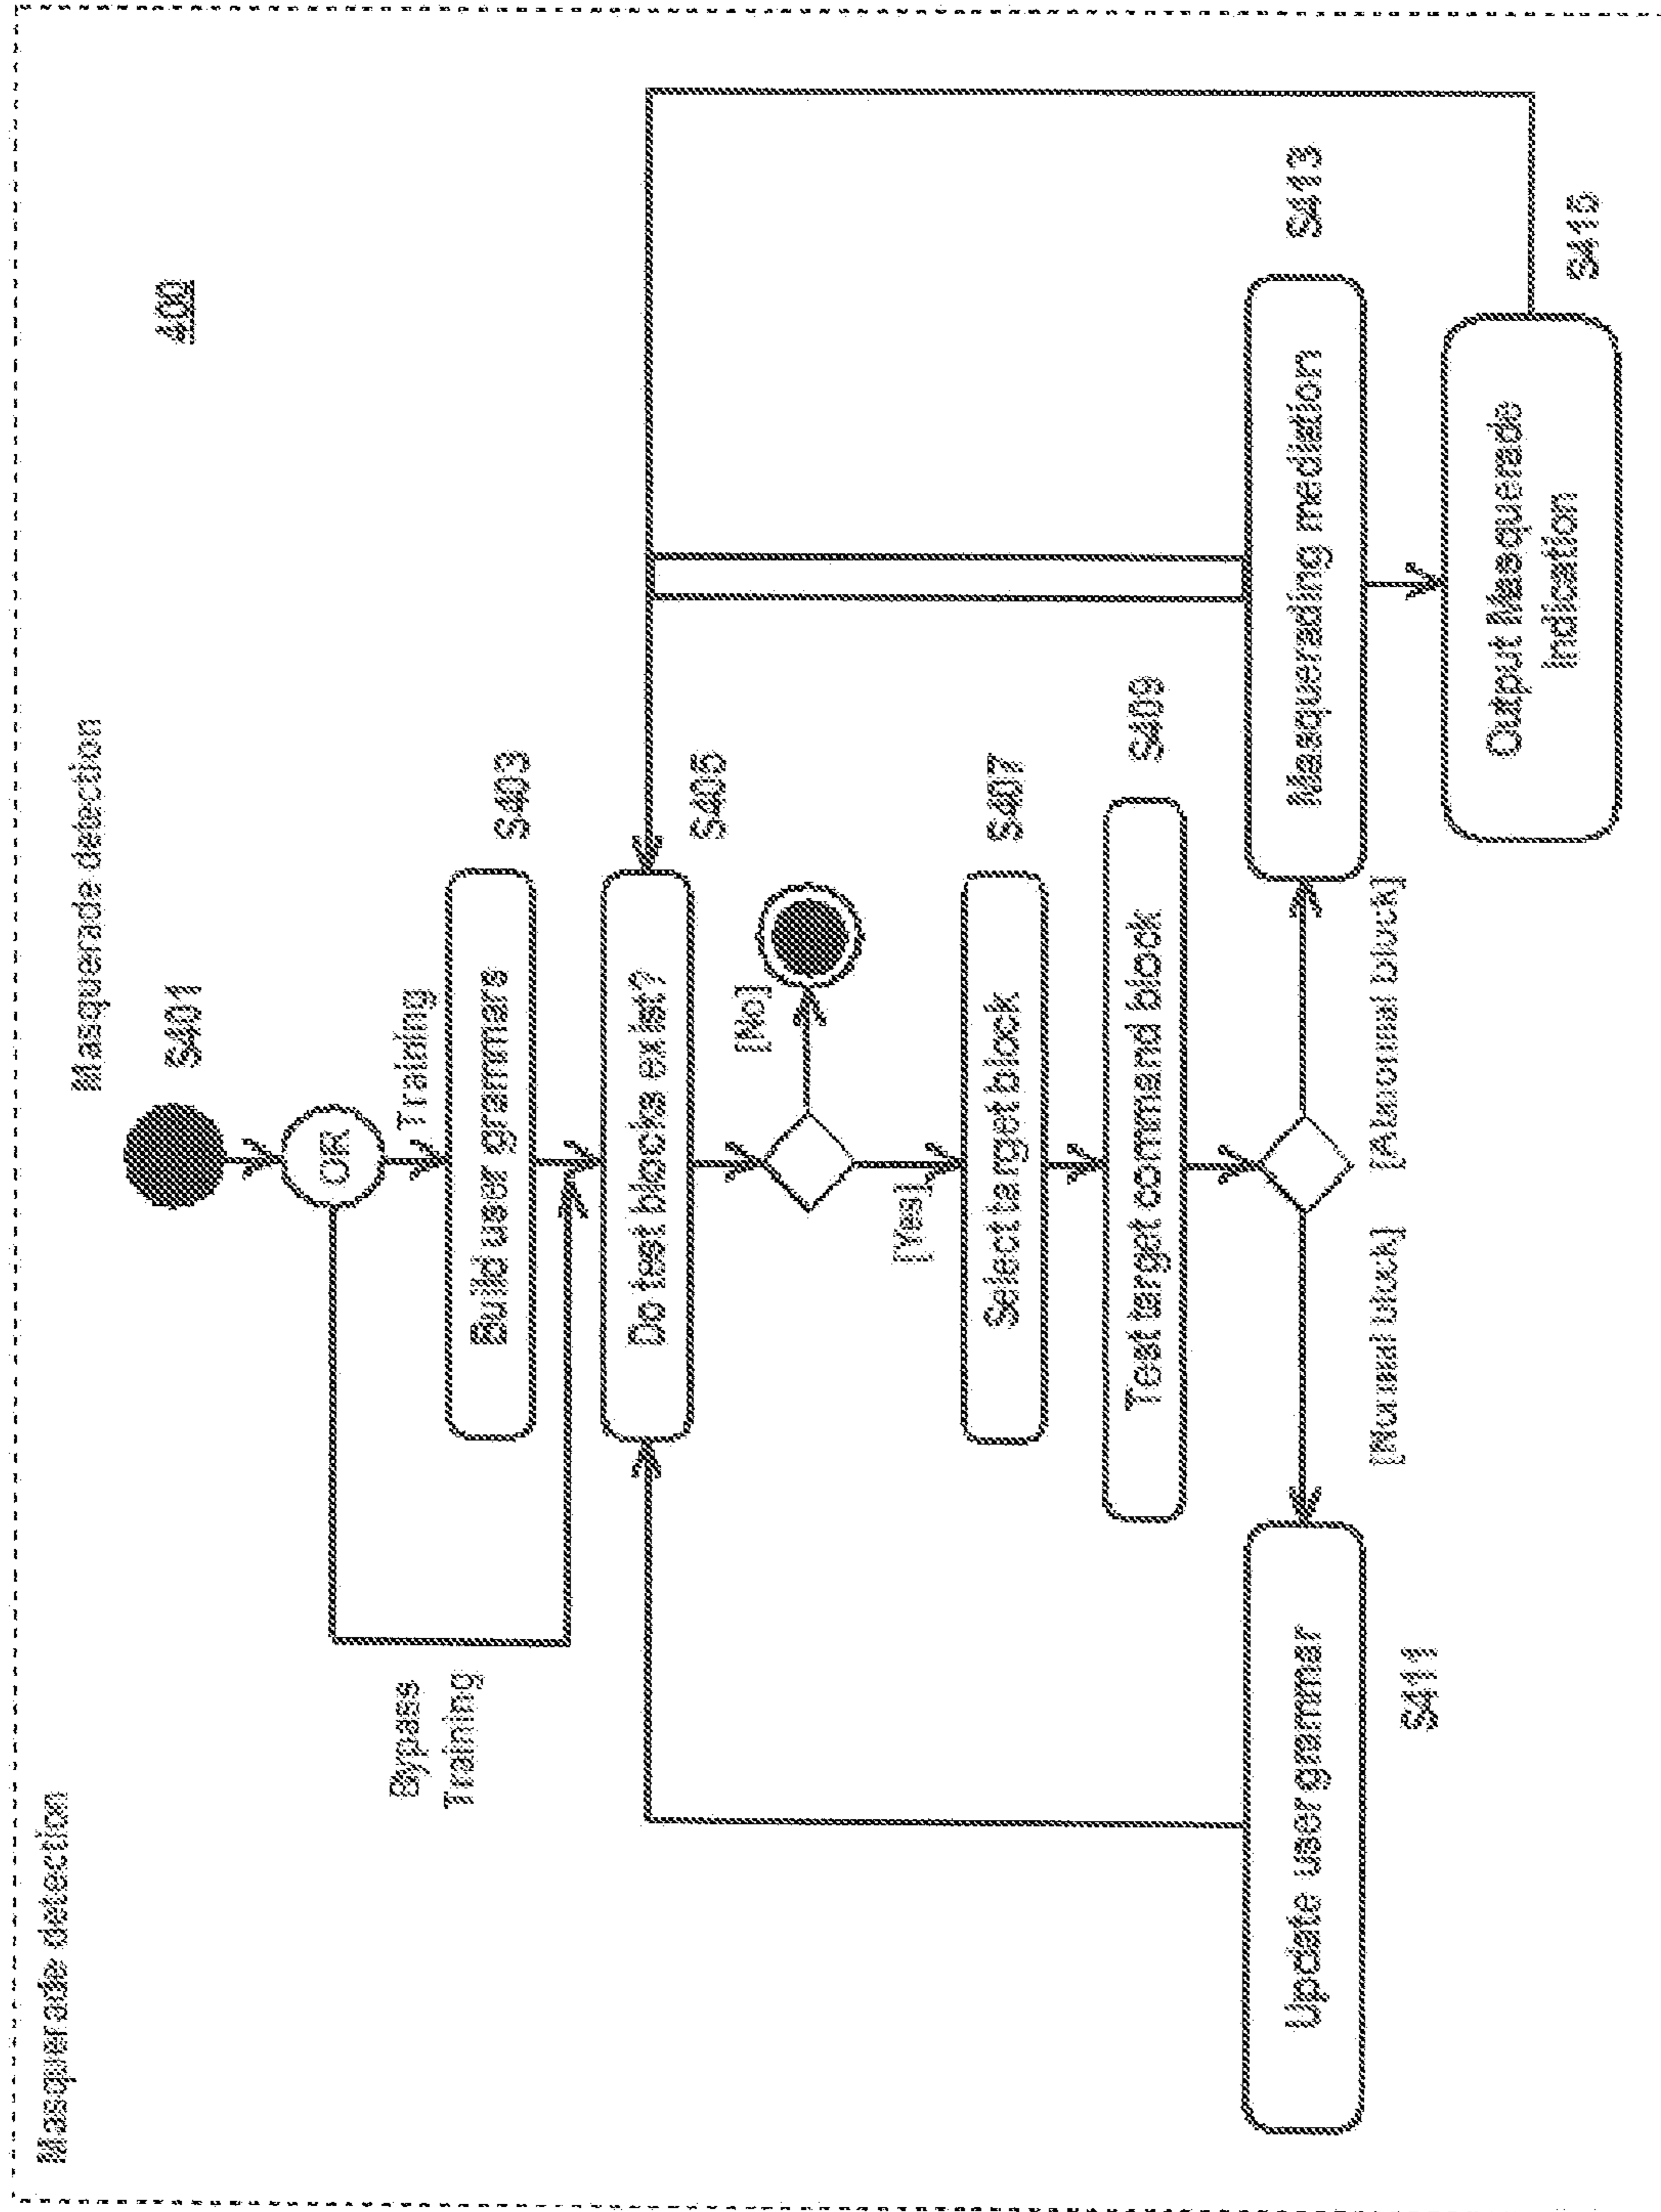 Masquerade detection
Masquerade detection
400
S401
OR
Training
Bypass
Training
Build user grammars
S403
Do test blocks exist?
S405
[No]
[Yes]
Select target block
S407
Test target command block
S409
[Normal block]
[Abnormal block]
Update user grammar
S411
Masquerading mediation
S413
Output Masquerade
indication
S415